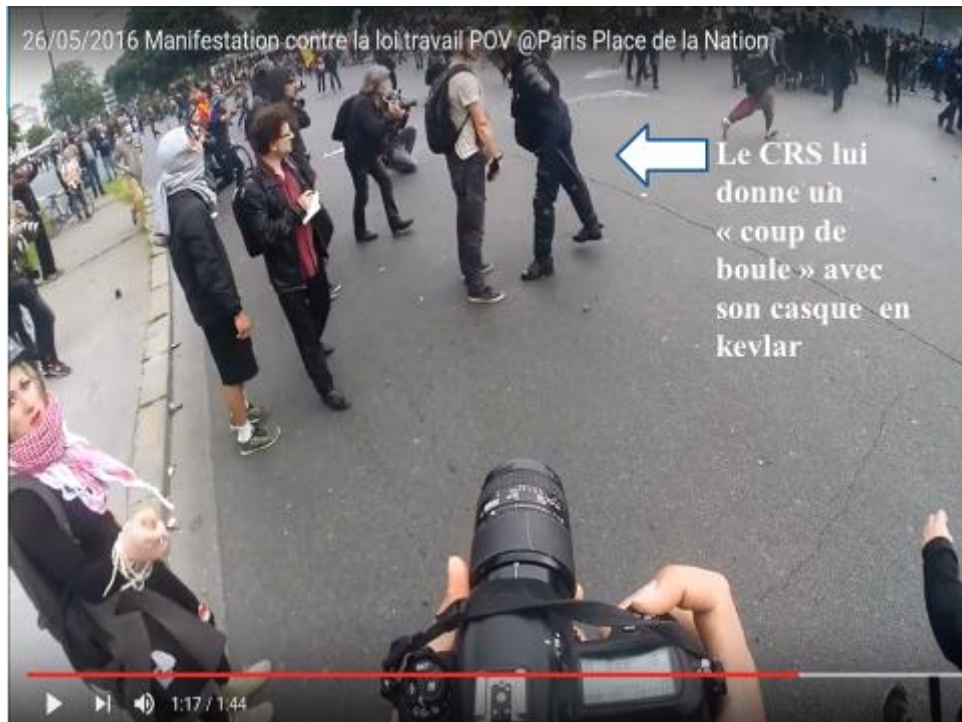 26/05/2016 Manifestation contre la loi travail POV @Paris Place de la Nation
Le CRS lui
donne un
« coup de
boule » avec
son casque en
kevlar
1:17 / 1:44